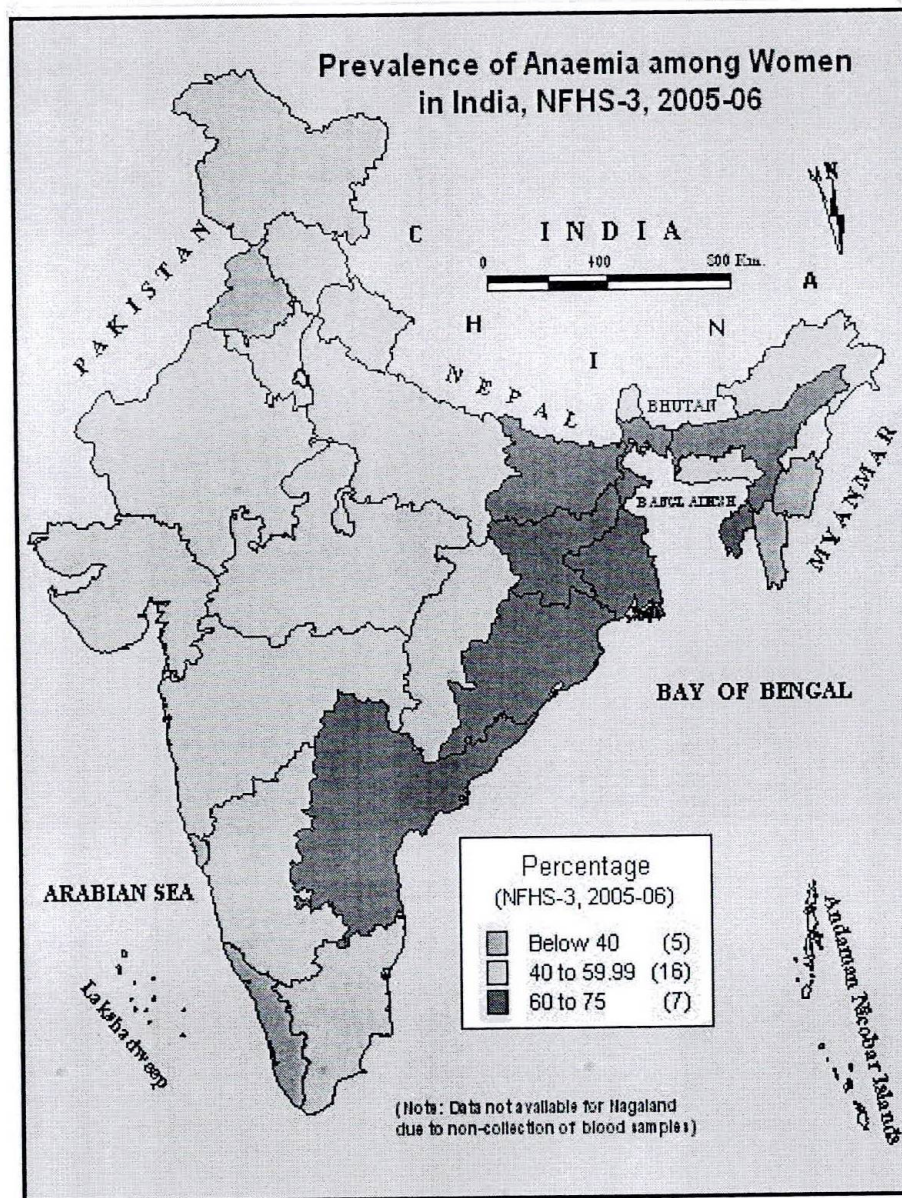 Prevalence of Anaemia among Women
in India, NFHS-3, 2005-06
N
PAKISTAN
C
INDIA
0 400 800 Km.
A
H
N
NEPAL
I
BHUTAN
BANGLADESH
MYANMAR
BAY OF BENGAL
ARABIAN SEA
Lakshadweep
Percentage
(NFHS-3, 2005-06)
Below 40 (5)
40 to 59.99 (16)
60 to 75 (7)
Andaman Nicobar Islands
(Note: Data not available for Nagaland
due to non-collection of blood samples)